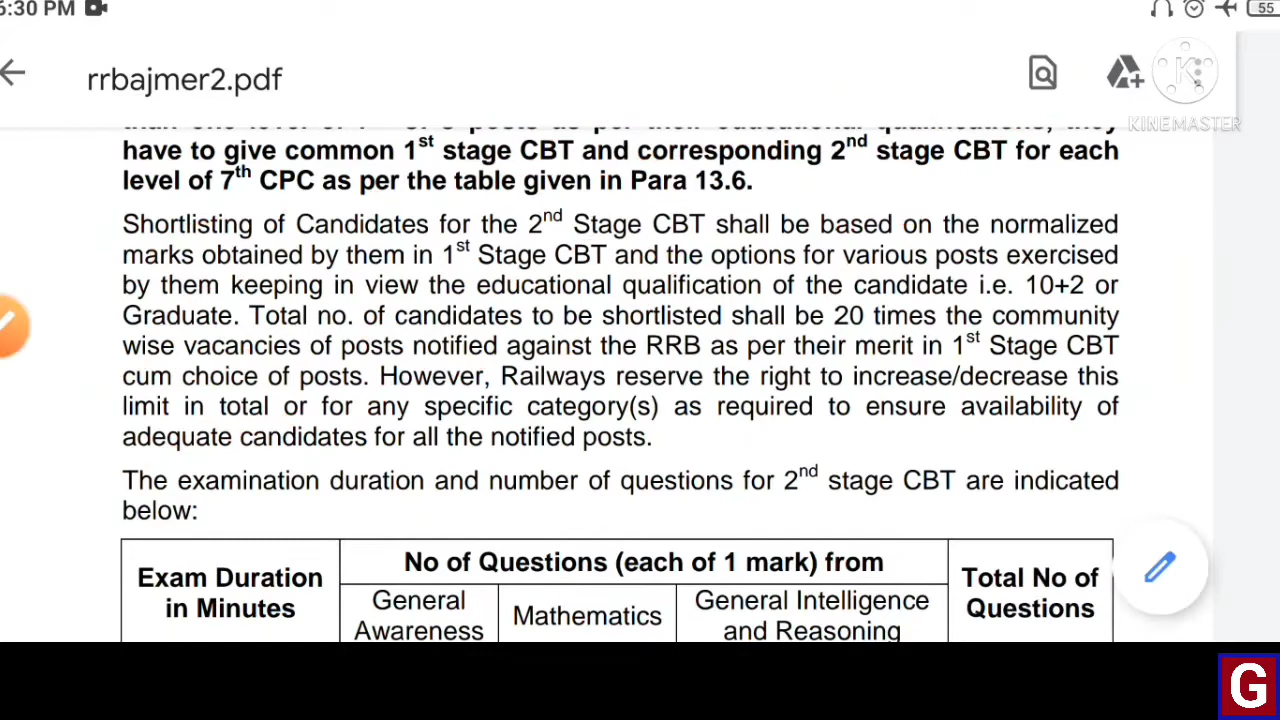 :30 PM
55
rrbajmer2.pdf
KINEMASTER
have to give common 1st stage CBT and corresponding 2nd stage CBT for each
level of 7th CPC as per the table given in Para 13.6.
Shortlisting of Candidates for the 2nd Stage CBT shall be based on the normalized
marks obtained by them in 1st Stage CBT and the options for various posts exercised
by them keeping in view the educational qualification of the candidate i.e. 10+2 or
Graduate. Total no. of candidates to be shortlisted shall be 20 times the community
wise vacancies of posts notified against the RRB as per their merit in 1st Stage CBT
cum choice of posts. However, Railways reserve the right to increase/decrease this
limit in total or for any specific category(s) as required to ensure availability of
adequate candidates for all the notified posts.
The examination duration and number of questions for 2nd stage CBT are indicated
below:
Exam Duration
in Minutes
No of Questions (each of 1 mark) from
General
Awareness
Mathematics
General Intelligence
and Reasoning
Total No of
Questions
G